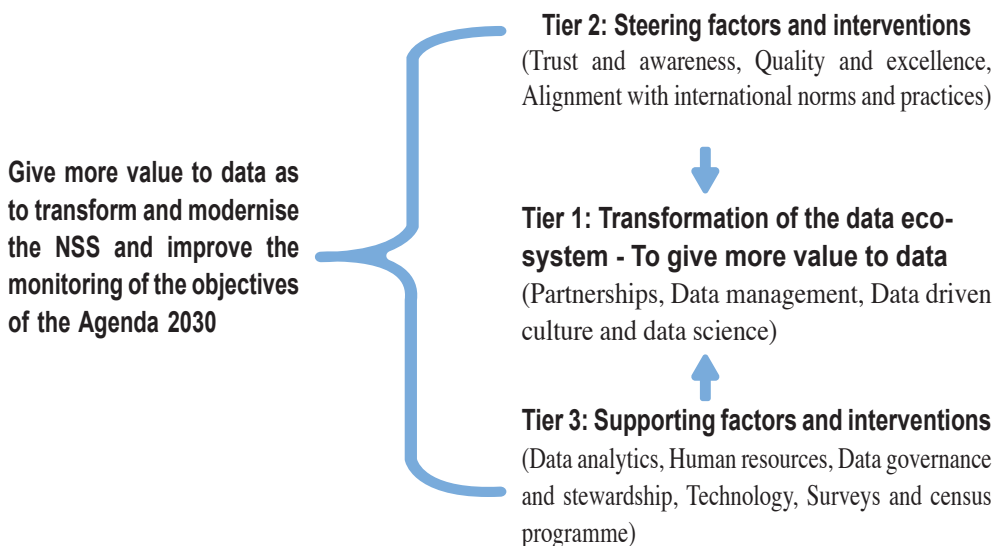 Give more value to data as
to transform and modernise
the NSS and improve the
monitoring of the objectives
of the Agenda 2030
Tier 2: Steering factors and interventions
(Trust and awareness, Quality and excellence,
Alignment with international norms and practices)
Tier 1: Transformation of the data eco-
system - To give more value to data
(Partnerships, Data management, Data driven
culture and data science)
Tier 3: Supporting factors and interventions
(Data analytics, Human resources, Data governance
and stewardship, Technology, Surveys and census
programme)